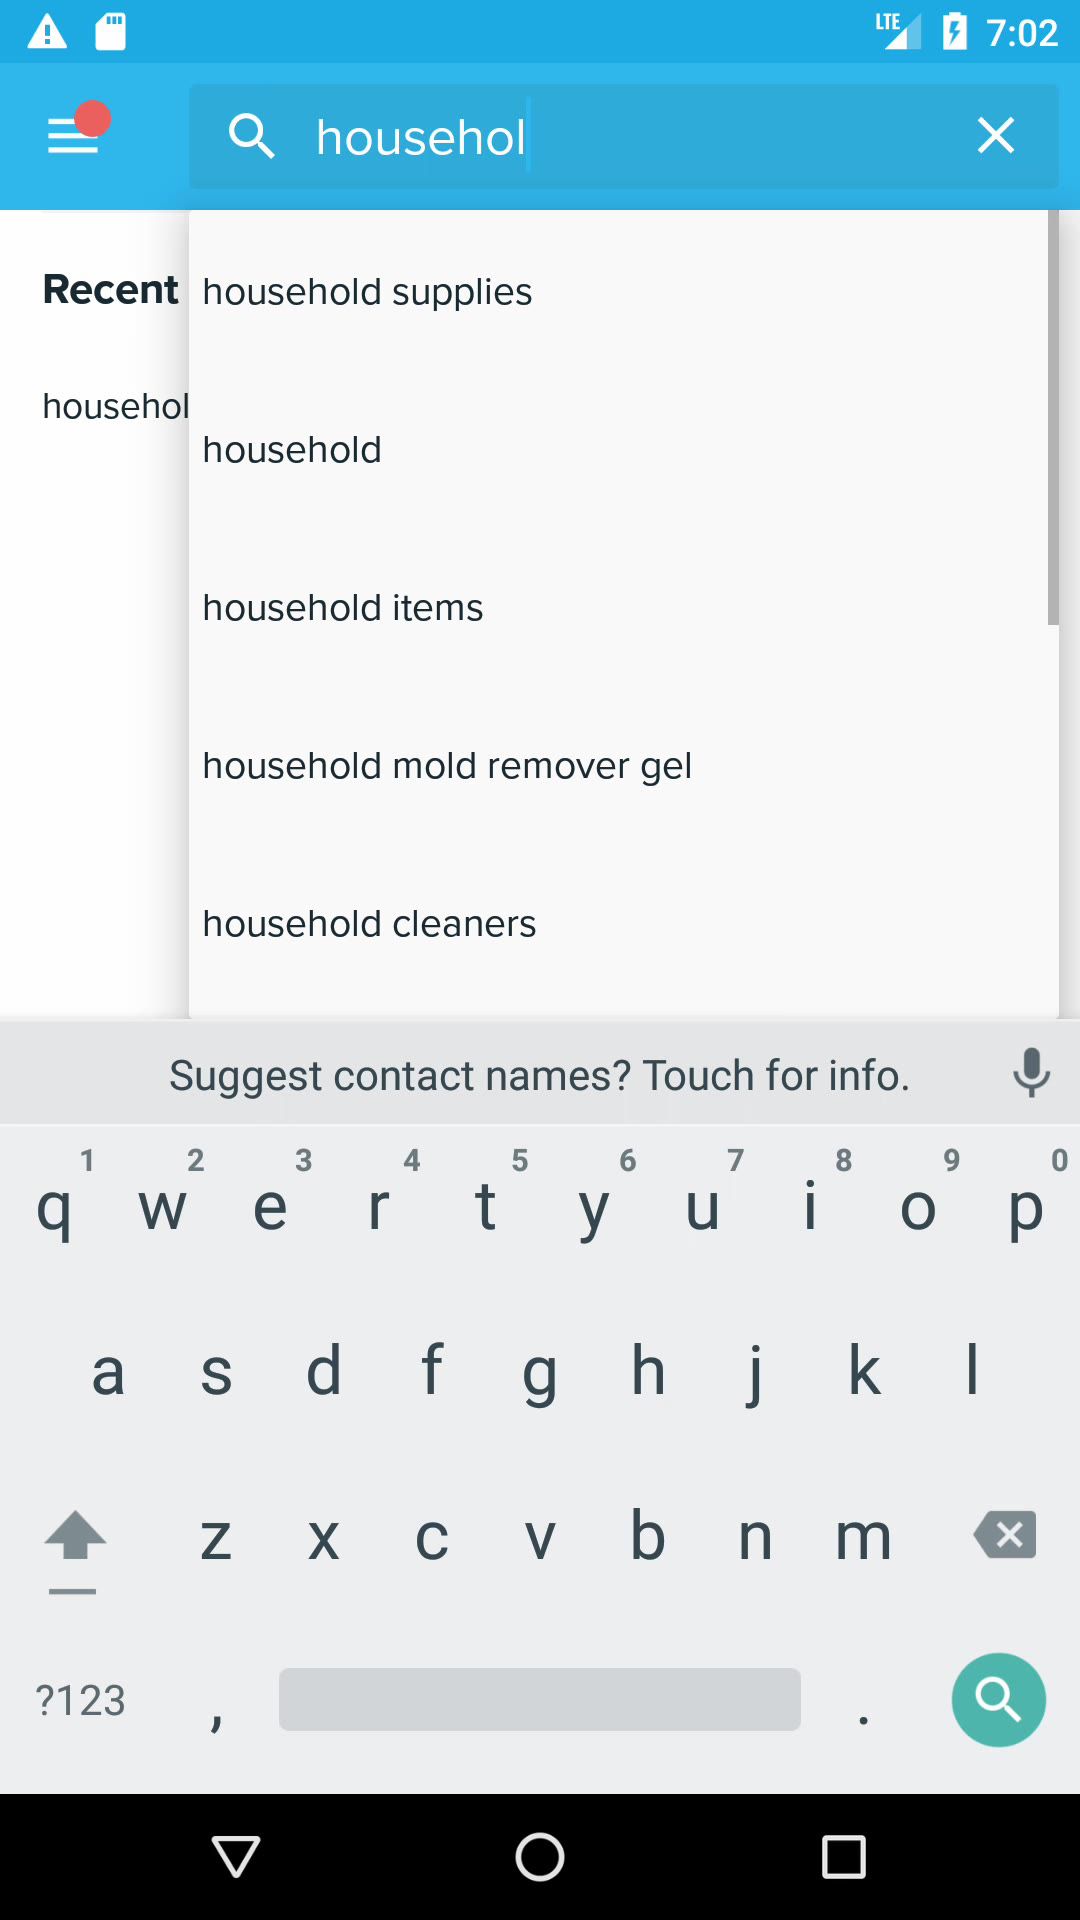 LTE 7:02
househol
Recent
househol
household supplies
household
household items
household mold remover gel
household cleaners
Suggest contact names? Touch for info.
1 2 3 4 5 6 7 8 9 0
q w e r t y u i o p
a s d f g h j k l
z x c v b n m
?123 , .